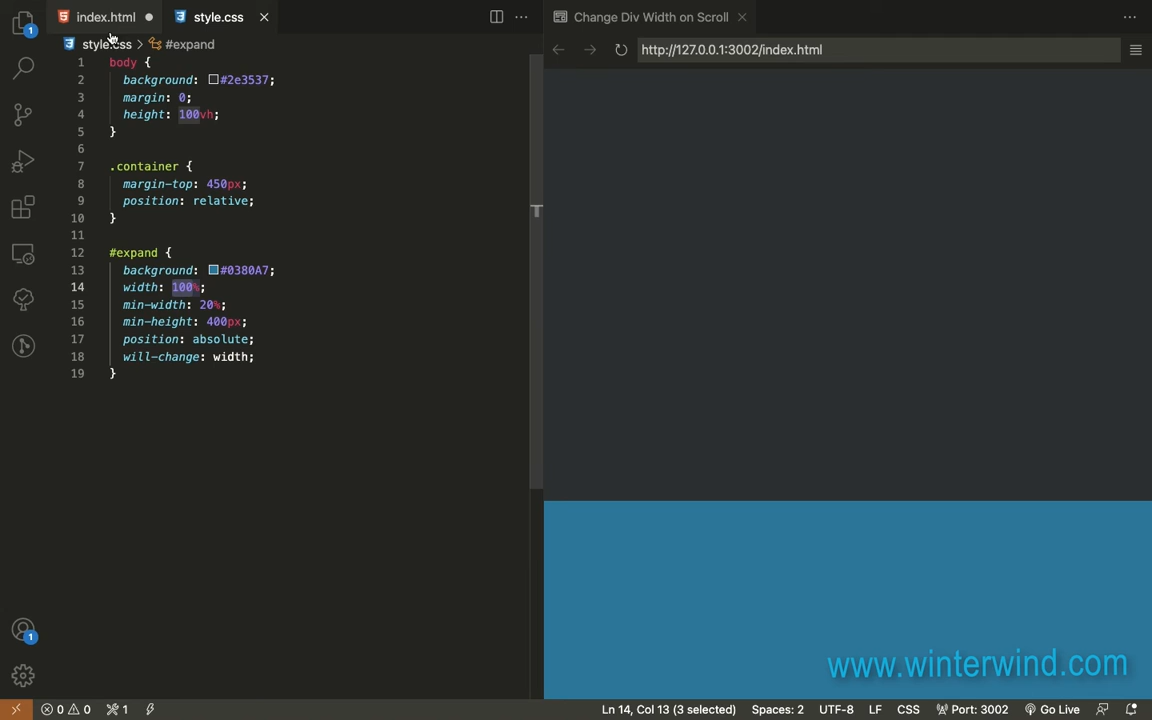 index.html
style.css
Change Div Width on Scroll
style.css > #expand
http://127.0.0.1:3002/index.html
1 body {
2 background: #2e3537;
3 margin: 0;
4 height: 100vh;
5 }
6
7 .container {
8 margin-top: 450px;
9 position: relative;
10 }
11
12 #expand {
13 background: #0380A7;
14 width: 100%;
15 min-width: 20%;
16 min-height: 400px;
17 position: absolute;
18 will-change: width;
19 }
1
1
www.winterwind.com
0 0 1 Ln 14, Col 13 (3 selected) Spaces: 2 UTF-8 LF CSS Port: 3002 Go Live